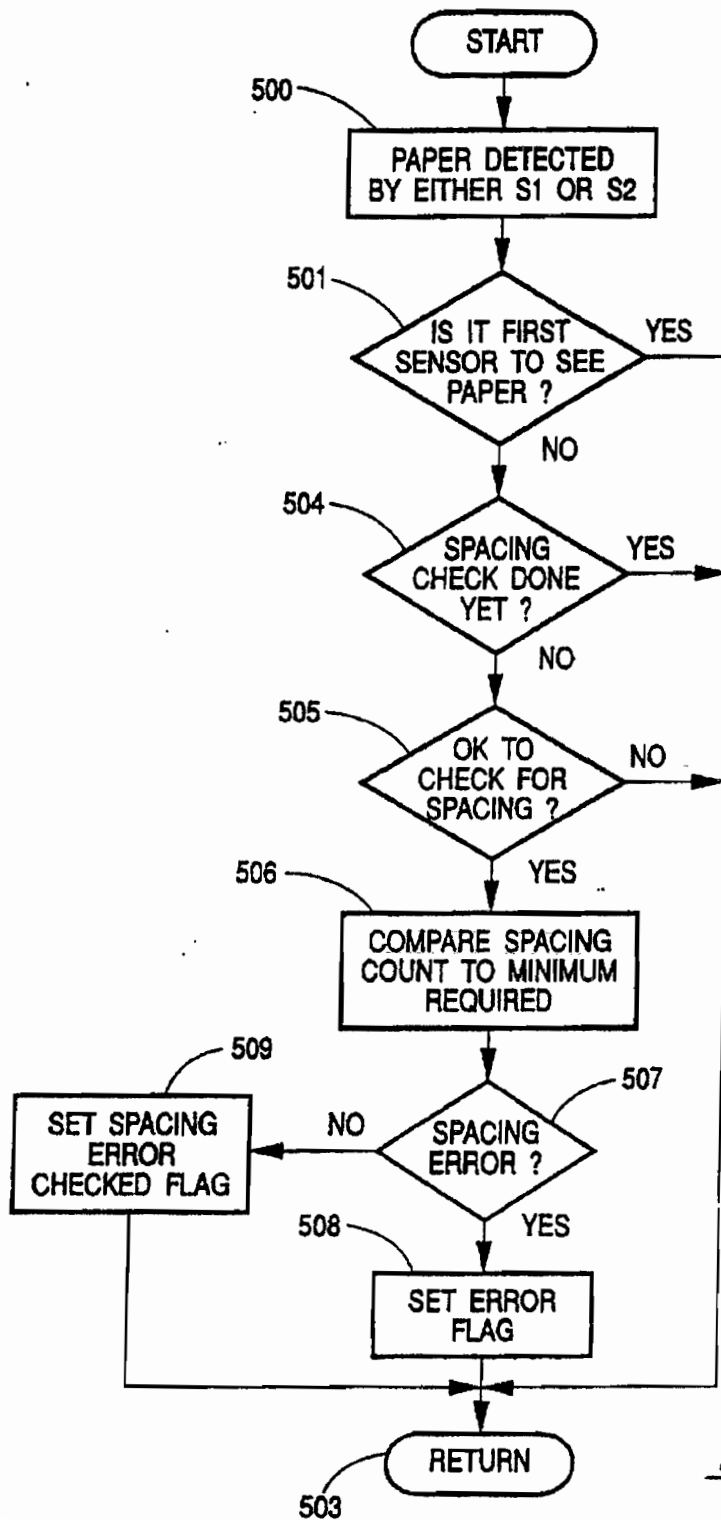 START
500
PAPER DETECTED
BY EITHER S1 OR S2
501
IS IT FIRST
SENSOR TO SEE
PAPER ?
YES
NO
504
SPACING
CHECK DONE
YET ?
YES
NO
505
OK TO
CHECK FOR
SPACING ?
NO
YES
506
COMPARE SPACING
COUNT TO MINIMUM
REQUIRED
509
SET SPACING
ERROR
CHECKED FLAG
NO
507
SPACING
ERROR ?
YES
508
SET ERROR
FLAG
RETURN
503